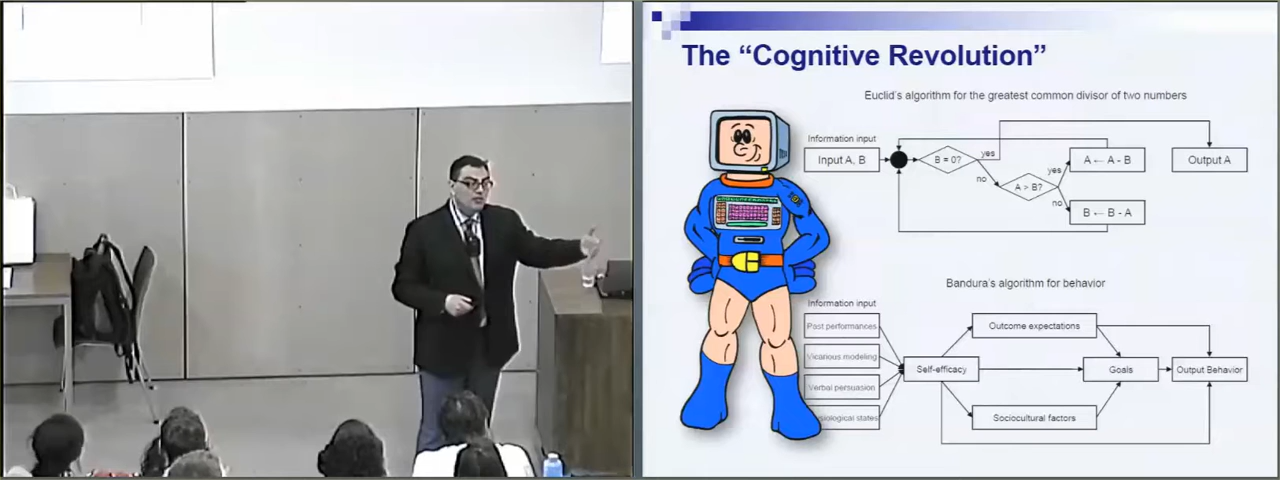 The “Cognitive Revolution”
Euclid's algorithm for the greatest common divisor of two numbers
Information input
Input A, B
B = 0?
yes
no
A > B?
yes
no
A ← A - B
B ← B - A
Output A
Bandura's algorithm for behavior
Information input
Past performances
Vicarious modeling
Verbal persuasion
states
Self-efficacy
Outcome expectations
Sociocultural factors
Goals
Output Behavior